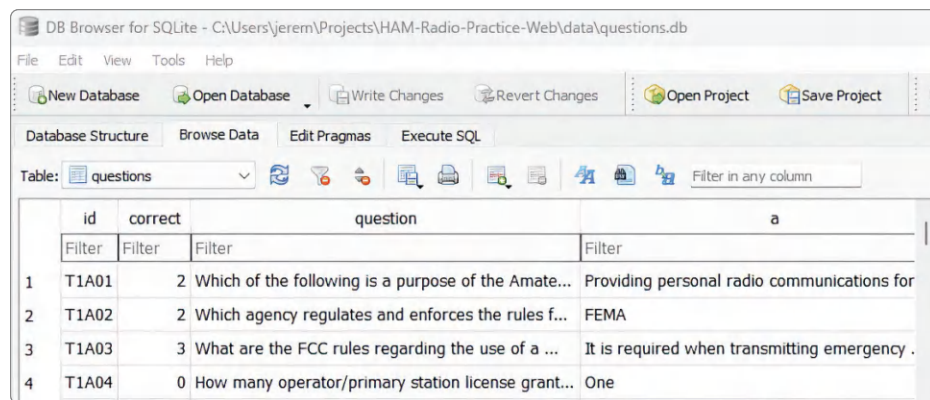 DB Browser for SQLite - C:\Users\jerem\Projects\HAM-Radio-Practice-Web\data\questions.db
File Edit View Tools Help
New Database Open Database Write Changes Revert Changes Open Project Save Project
Database Structure Browse Data Edit Pragmas Execute SQL
Table: questions Filter in any column
id correct question a
Filter Filter Filter Filter
1 T1A01 2 Which of the following is a purpose of the Amate... Providing personal radio communications for
2 T1A02 2 Which agency regulates and enforces the rules f... FEMA
3 T1A03 3 What are the FCC rules regarding the use of a ... It is required when transmitting emergency .
4 T1A04 0 How many operator/primary station license grant... One